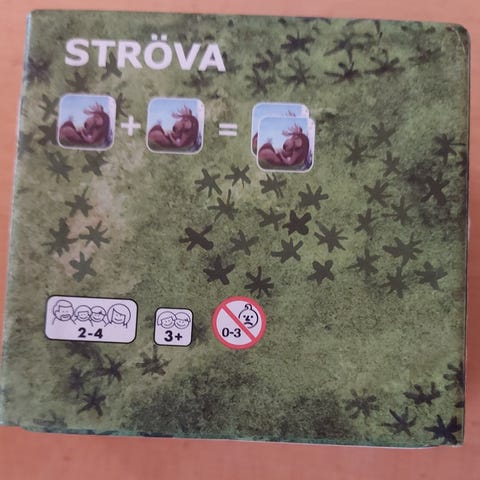 STRÖVA
+ =
2-4
3+
0-3